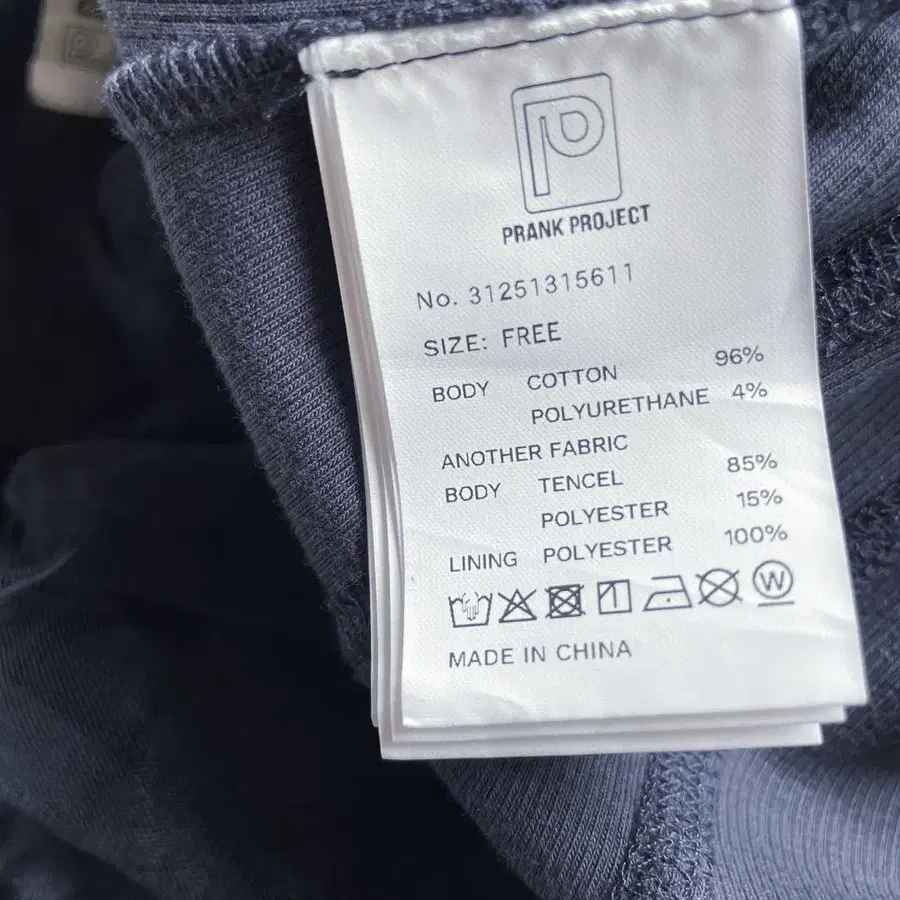 P
PRANK PROJECT
No. 31251315611
SIZE: FREE
BODY COTTON 96%
POLYURETHANE 4%
ANOTHER FABRIC
BODY TENCEL 85%
POLYESTER 15%
LINING POLYESTER 100%
W
MADE IN CHINA